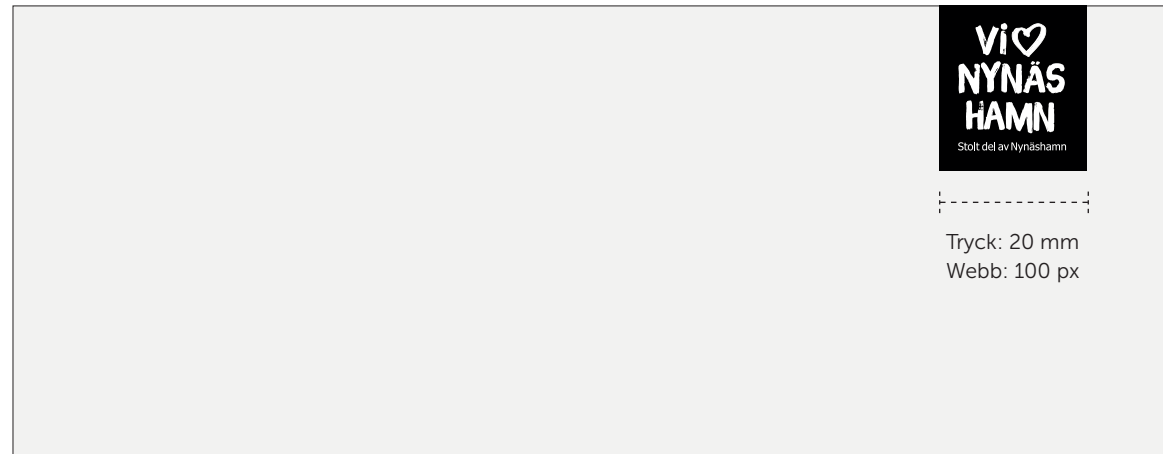 Vi
NYNÄS
HAMN
Stolt del av Nynäshamn
Tryck: 20 mm
Webb: 100 px